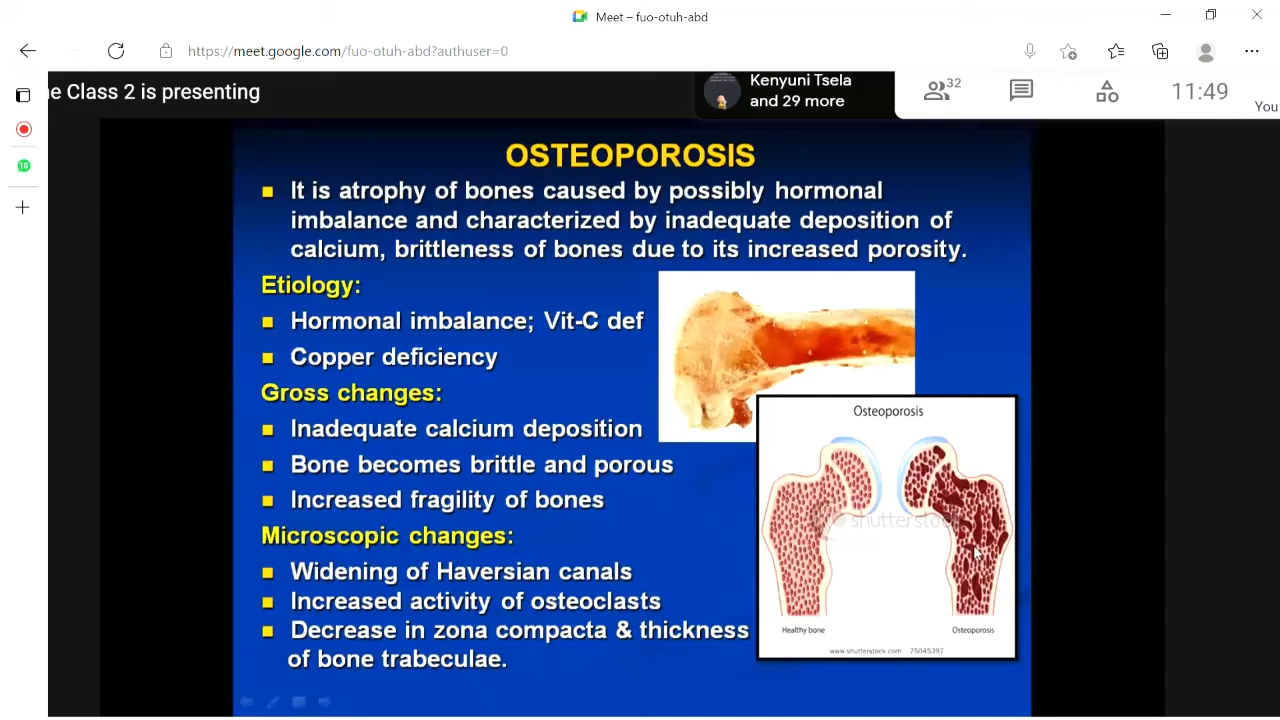 Meet – fuo-otuh-abd
https://meet.google.com/fuo-otuh-abd?authuser=0
e Class 2 is presenting
Kenyuni Tsela
and 29 more
32
11:49
You
10
OSTEOPOROSIS
It is atrophy of bones caused by possibly hormonal
imbalance and characterized by inadequate deposition of
calcium, brittleness of bones due to its increased porosity.
Etiology:
Hormonal imbalance; Vit-C def
Copper deficiency
Gross changes:
Inadequate calcium deposition
Bone becomes brittle and porous
Increased fragility of bones
Microscopic changes:
Widening of Haversian canals
Increased activity of osteoclasts
Decrease in zona compacta & thickness
of bone trabeculae.
Osteoporosis
shutterstock
Healthy bone
Osteoporosis
www.shutterstock.com 75045397